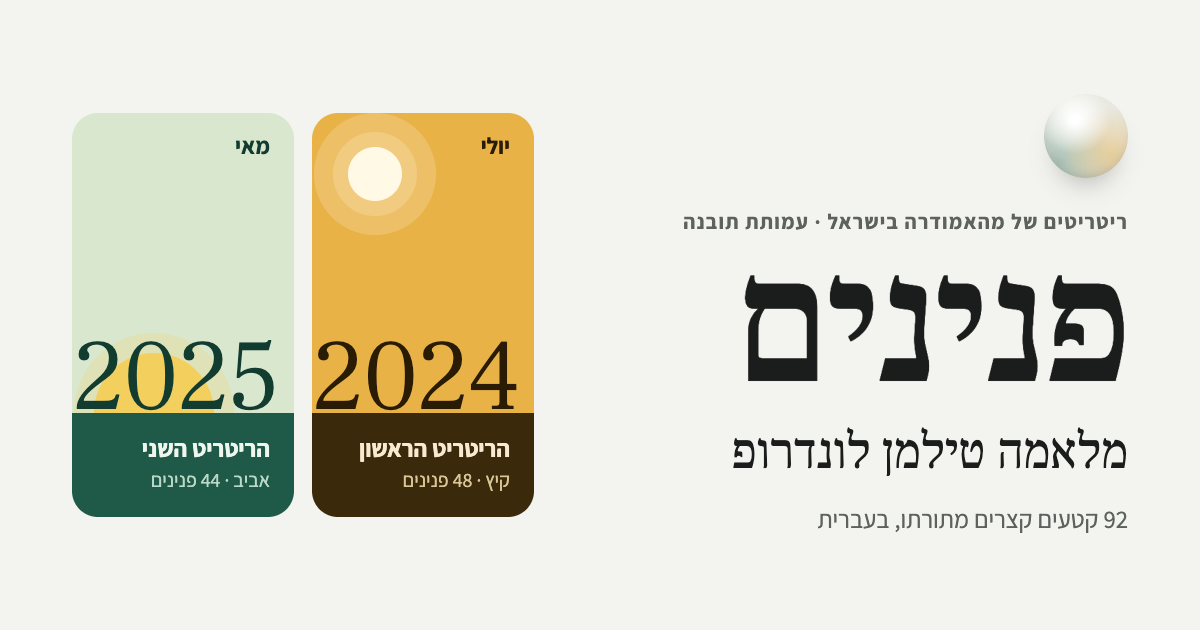 ריטריטים של מהאמודרה בישראל · עמותת תובנה
פנינים
מלאמה טילמן לונדרופ
92 קטעים קצרים מתורתו, בעברית
יולי
2024
הריטריט הראשון
קיץ · 48 פנינים
מאי
2025
הריטריט השני
אביב · 44 פנינים